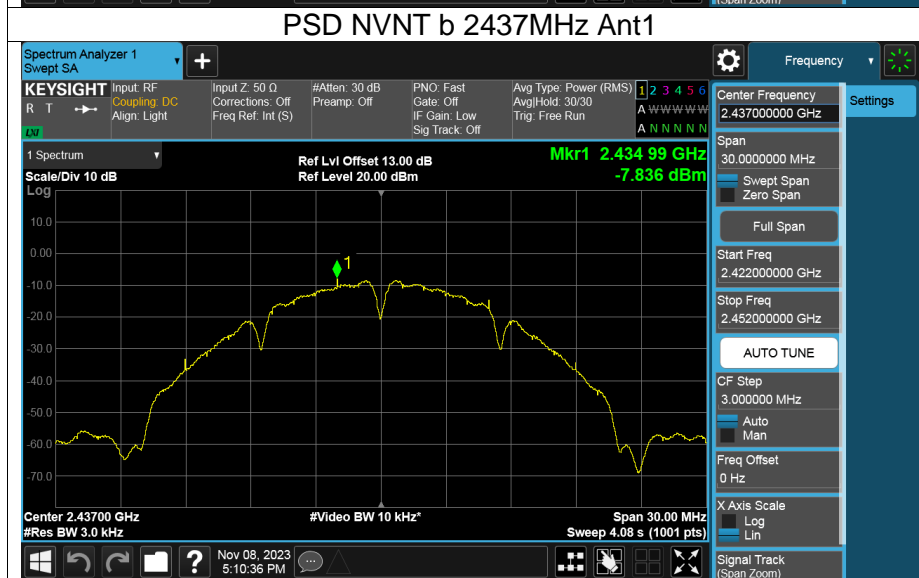 (Span Zoom)
PSD NVNT b 2437MHz Ant1
Spectrum Analyzer 1
Swept SA
+
Frequency
KEYSIGHT
R T
LXI
Input: RF
Coupling: DC
Align: Light
Input Z: 50 Ω
Corrections: Off
Freq Ref: Int (S)
#Atten: 30 dB
Preamp: Off
PNO: Fast
Gate: Off
IF Gain: Low
Sig Track: Off
Avg Type: Power (RMS)
Avg|Hold: 30/30
Trig: Free Run
1 2 3 4 5 6
A W W W W W
A N N N N N
Center Frequency
2.437000000 GHz
Settings
1 Spectrum
Scale/Div 10 dB
Log
Ref Lvl Offset 13.00 dB
Ref Level 20.00 dBm
Mkr1 2.434 99 GHz
-7.836 dBm
Span
30.0000000 MHz
Swept Span
Zero Span
Full Span
Start Freq
2.422000000 GHz
Stop Freq
2.452000000 GHz
AUTO TUNE
CF Step
3.000000 MHz
Auto
Man
Freq Offset
0 Hz
X Axis Scale
Log
Lin
Signal Track
(Span Zoom)
10.0
0.00
-10.0
-20.0
-30.0
-40.0
-50.0
-60.0
-70.0
1
Center 2.43700 GHz
#Res BW 3.0 kHz
#Video BW 10 kHz*
Span 30.00 MHz
Sweep 4.08 s (1001 pts)
?
Nov 08, 2023
5:10:36 PM